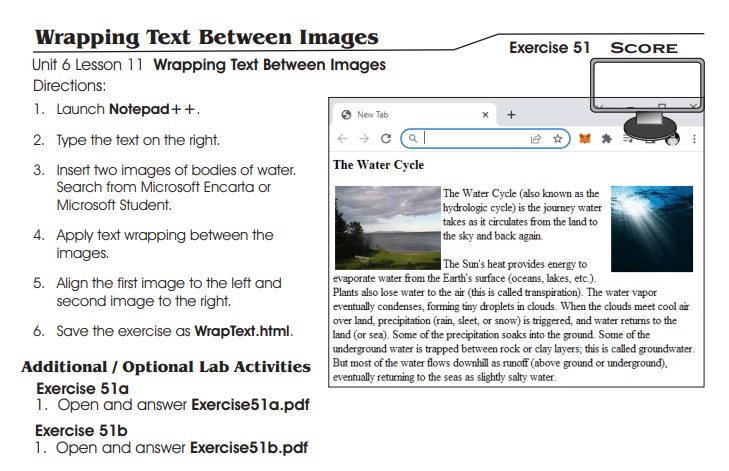 Wrapping Text Between Images
Exercise 51 SCORE
Unit 6 Lesson 11 Wrapping Text Between Images
Directions:
1. Launch Notepad++.
2. Type the text on the right.
3. Insert two images of bodies of water.
Search from Microsoft Encarta or
Microsoft Student.
4. Apply text wrapping between the
images.
5. Align the first image to the left and
second image to the right.
6. Save the exercise as WrapText.html.
Additional / Optional Lab Activities
Exercise 51a
1. Open and answer Exercise51a.pdf
Exercise 51b
1. Open and answer Exercise51b.pdf
New Tab
The Water Cycle
The Water Cycle (also known as the
hydrologic cycle) is the journey water
takes as it circulates from the land to
the sky and back again.
The Sun's heat provides energy to
evaporate water from the Earth's surface (oceans, lakes, etc.).
Plants also lose water to the air (this is called transpiration). The water vapor
eventually condenses, forming tiny droplets in clouds. When the clouds meet cool air
over land, precipitation (rain, sleet, or snow) is triggered, and water returns to the
land (or sea). Some of the precipitation soaks into the ground. Some of the
underground water is trapped between rock or clay layers; this is called groundwater.
But most of the water flows downhill as runoff (above ground or underground),
eventually returning to the seas as slightly salty water.